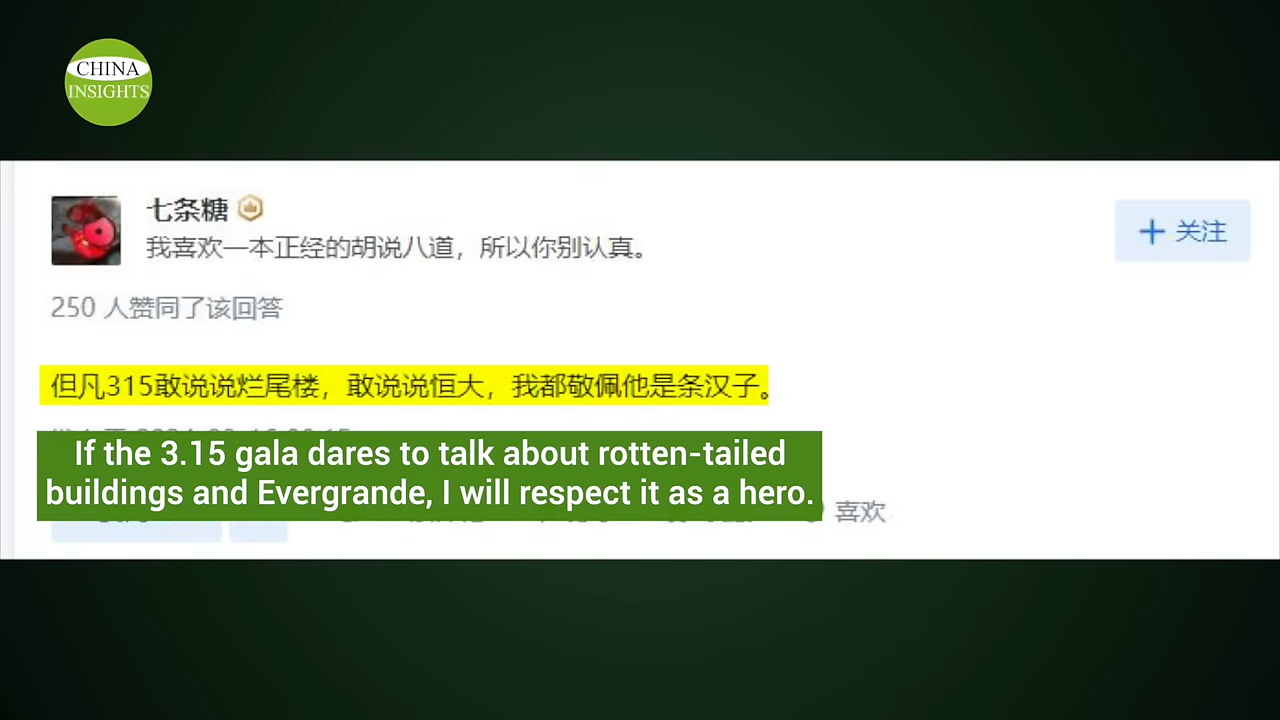 CHINA
INSIGHTS
七条糖
我喜欢一本正经的胡说八道，所以你别认真。
+ 关注
250 人赞同了该回答
但凡315敢说说烂尾楼，敢说说恒大，我都敬佩他是条汉子。
If the 3.15 gala dares to talk about rotten-tailed
buildings and Evergrande, I will respect it as a hero.
喜欢